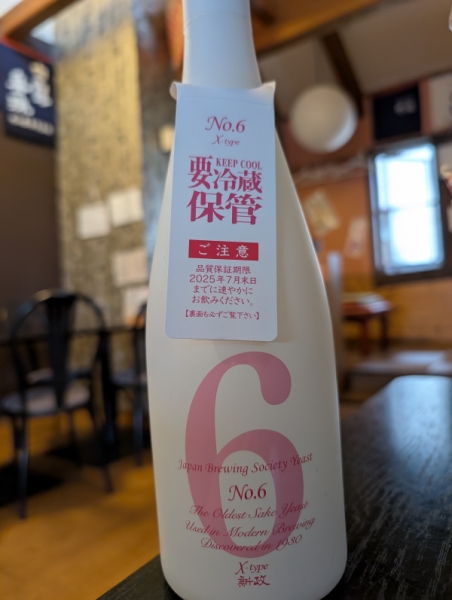 No.6
X-type
KEEP COOL
要冷蔵
保管
ご注意
品質保証期限
2025年7月末日
までに速やかに
お飲みください。
【裏面も必ずご覧下さい】
6
Japan Brewing Society Yeast
No.6
The Oldest Sake Yeast
Used in Modern Brewing
Discovered in 1930
X-type
新政